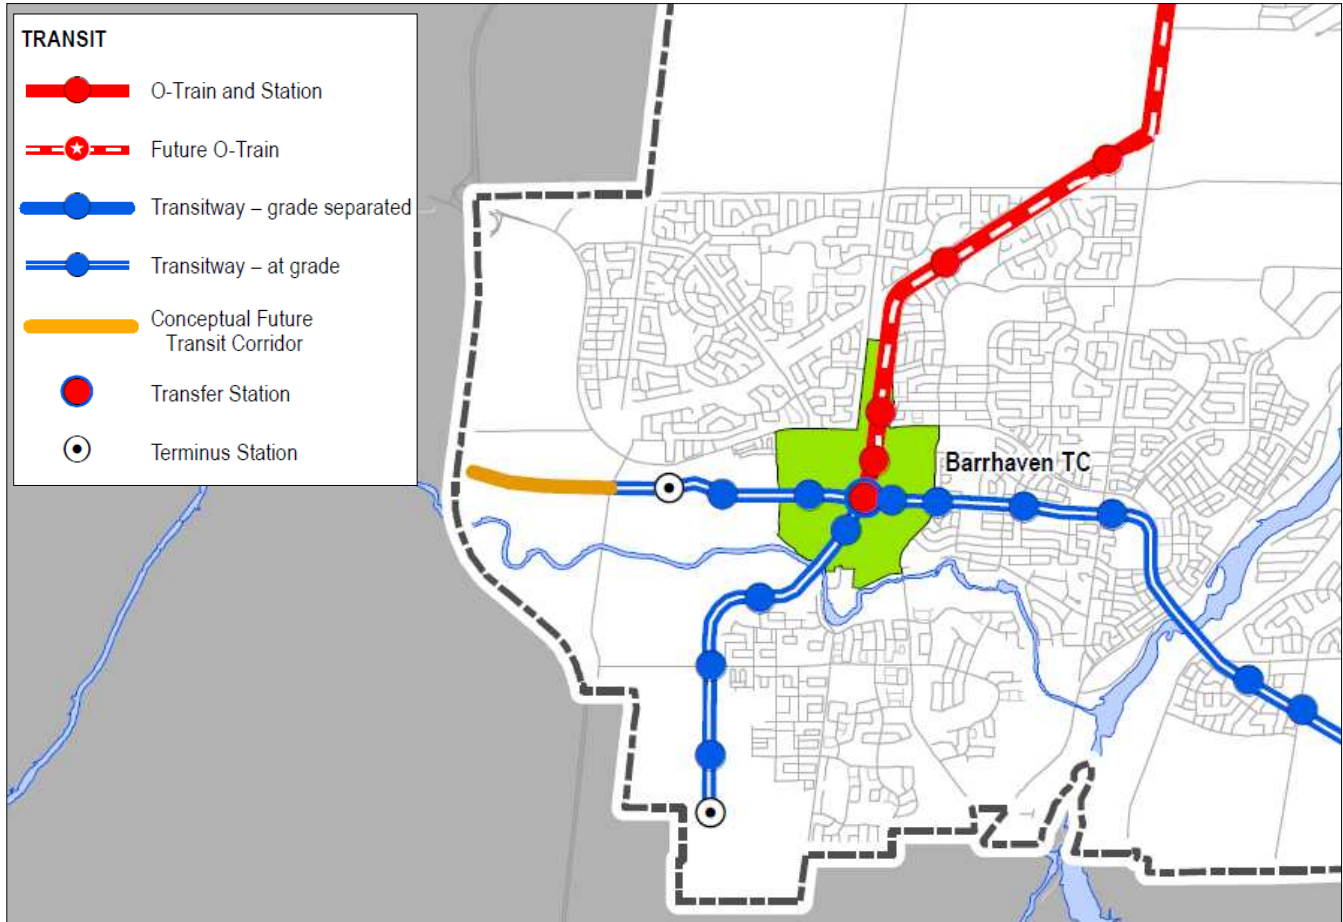 TRANSIT
O-Train and Station
Future O-Train
Transitway – grade separated
Transitway – at grade
Conceptual Future
Transit Corridor
Transfer Station
Terminus Station
Barrhaven TC